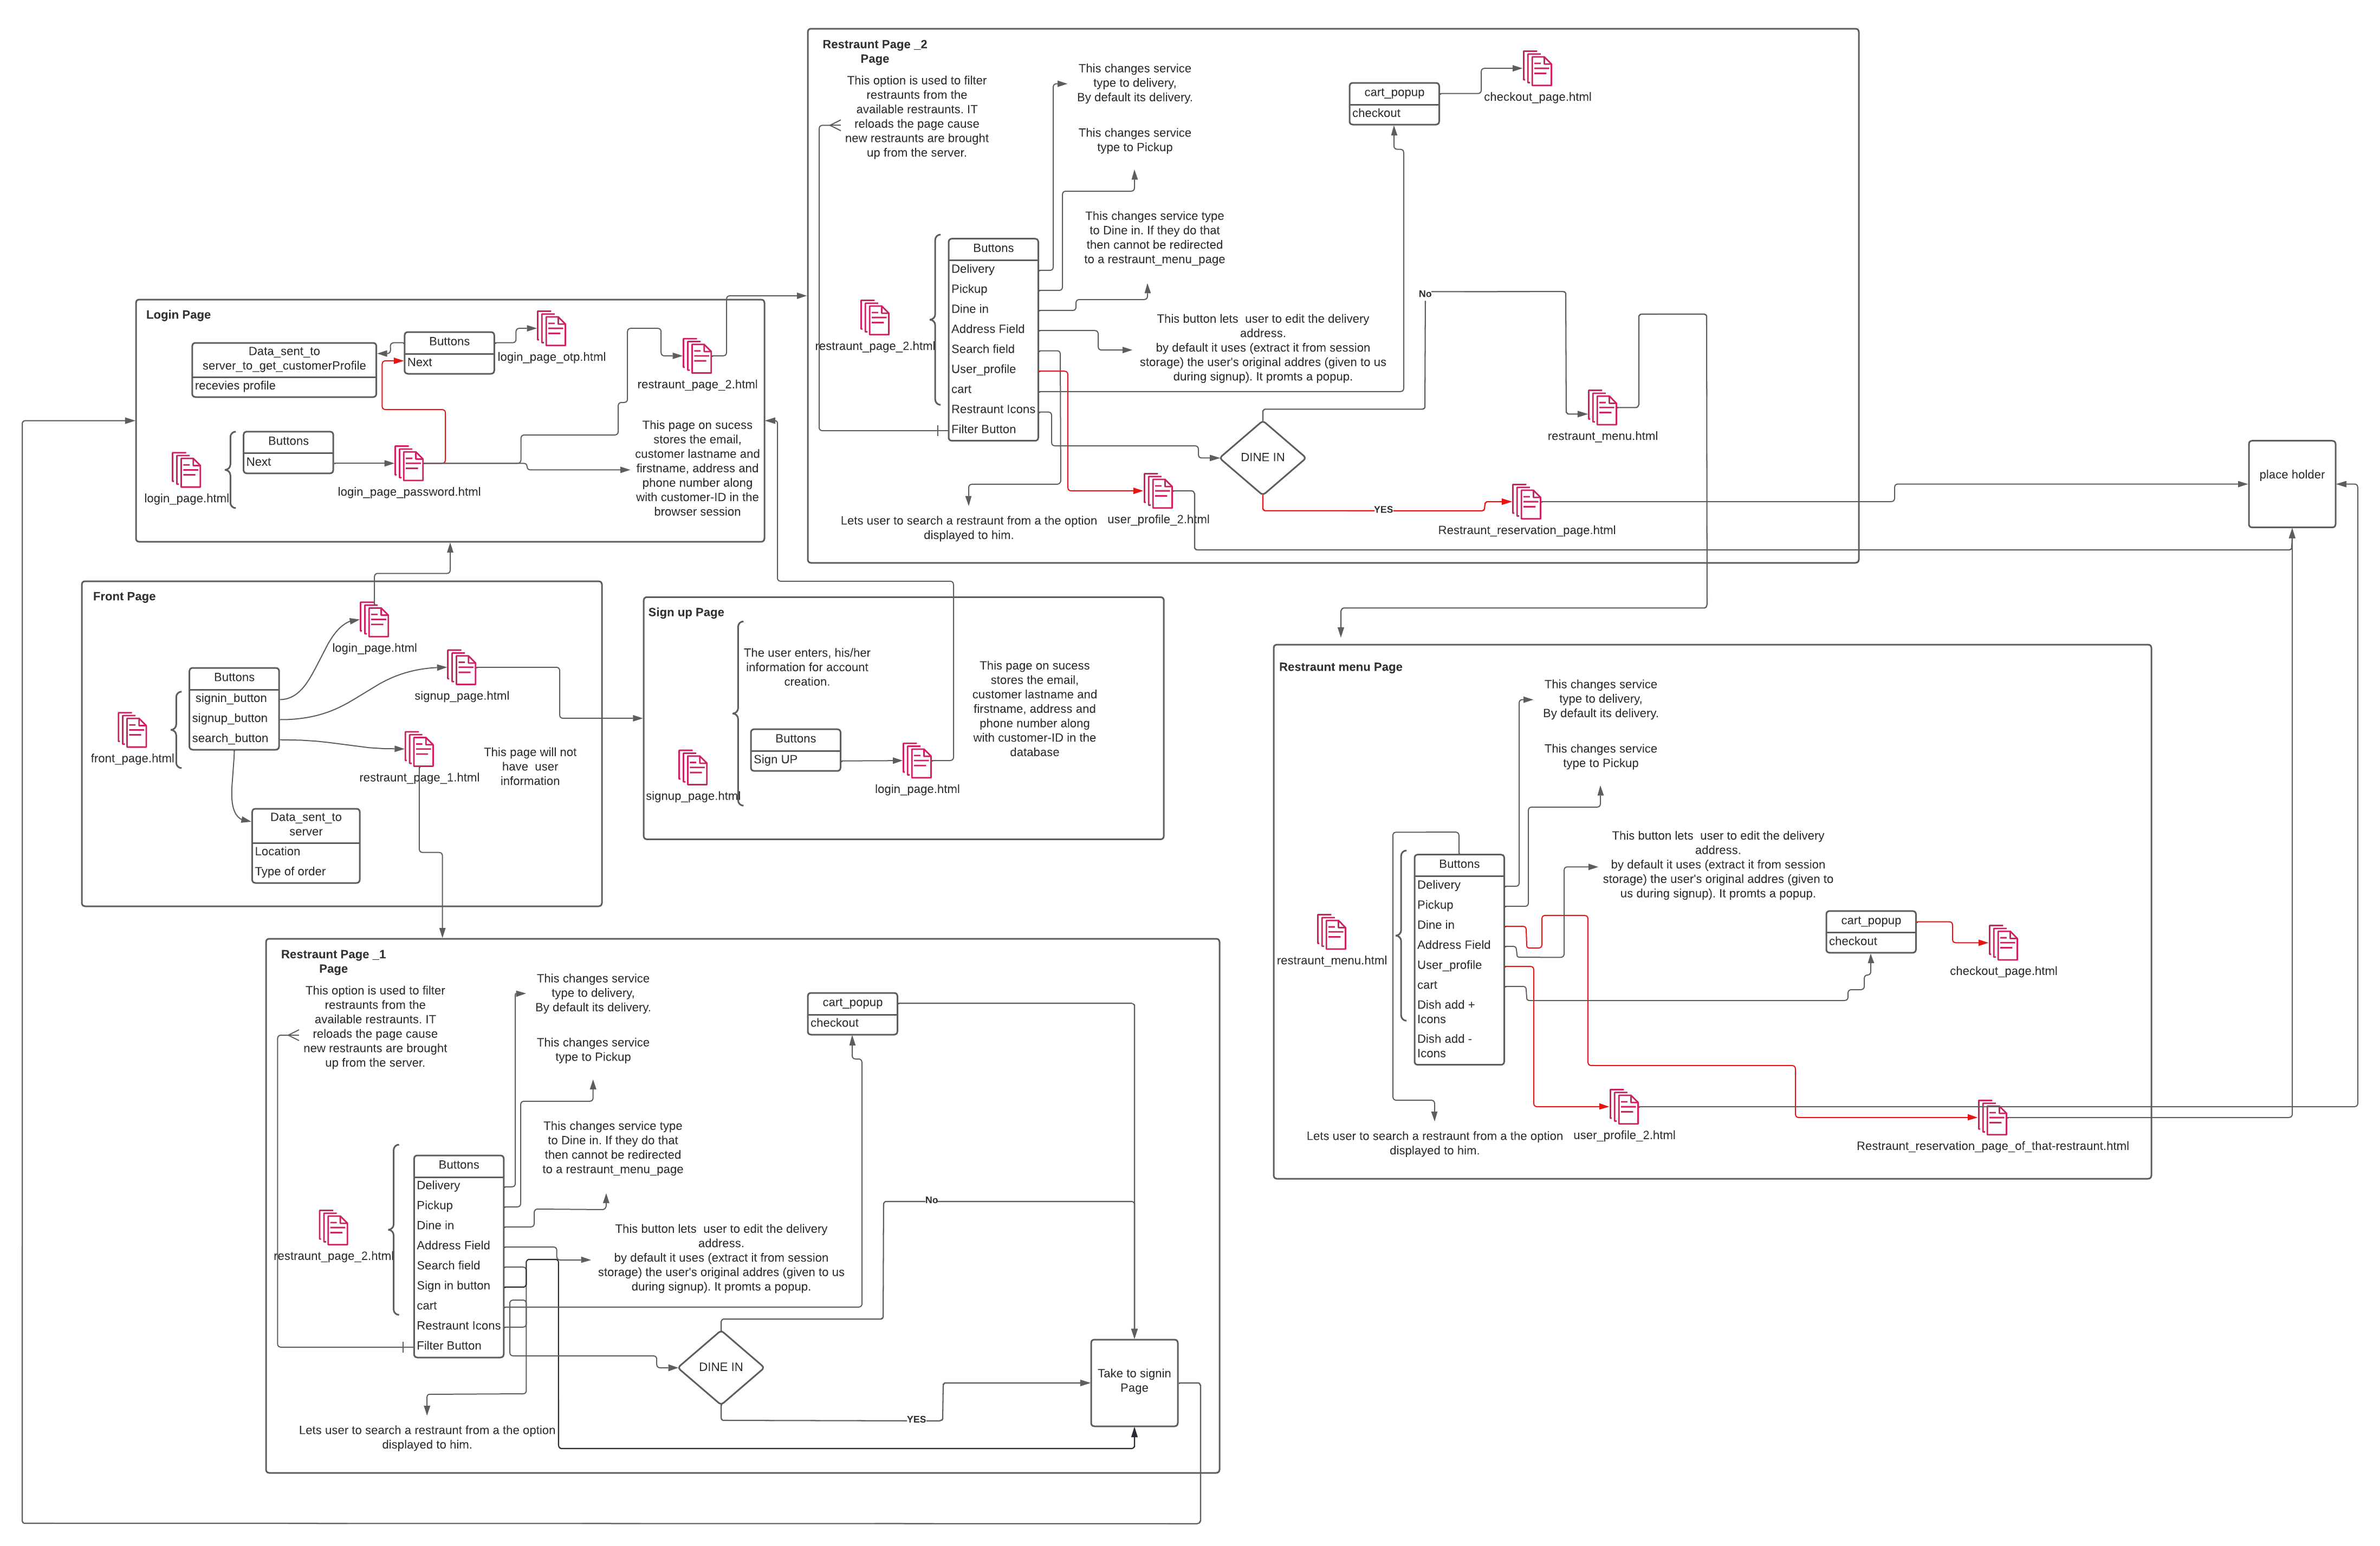 Restraunt Page _2
Page
This option is used to filter
restraunts from the
available restraunts. IT
reloads the page cause
new restraunts are brought
up from the server.
This changes service
type to delivery,
By default its delivery.
This changes service
type to Pickup
This changes service type
to Dine in. If they do that
then cannot be redirected
to a restraunt_menu_page
cart_popup
checkout
checkout_page.html
restraunt_page_2.html
Buttons
Delivery
Pickup
Dine in
Address Field
Search field
User_profile
cart
Restraunt Icons
Filter Button
This button lets  user to edit the delivery
address.
by default it uses (extract it from session
storage) the user's original addres (given to us
during signup). It promts a popup.
No
restraunt_menu.html
DINE IN
YES
Restraunt_reservation_page.html
user_profile_2.html
Lets user to search a restraunt from a the option
displayed to him.
place holder
Login Page
Data_sent_to
server_to_get_customerProfile
recevies profile
Buttons
Next
login_page_otp.html
restraunt_page_2.html
login_page.html
Buttons
Next
login_page_password.html
This page on sucess
stores the email,
customer lastname and
firstname, address and
phone number along
with customer-ID in the
browser session
Front Page
login_page.html
signup_page.html
front_page.html
Buttons
signin_button
signup_button
search_button
restraunt_page_1.html
This page will not
have  user
information
Data_sent_to
server
Location
Type of order
Sign up Page
The user enters, his/her
information for account
creation.
signup_page.html
Buttons
Sign UP
login_page.html
This page on sucess
stores the email,
customer lastname and
firstname, address and
phone number along
with customer-ID in the
database
Restraunt menu Page
This changes service
type to delivery,
By default its delivery.
This changes service
type to Pickup
This button lets  user to edit the delivery
address.
by default it uses (extract it from session
storage) the user's original addres (given to
us during signup). It promts a popup.
restraunt_menu.html
Buttons
Delivery
Pickup
Dine in
Address Field
User_profile
cart
Dish add +
Icons
Dish add -
Icons
cart_popup
checkout
checkout_page.html
Lets user to search a restraunt from a the option
displayed to him.
user_profile_2.html
Restraunt_reservation_page_of_that-restraunt.html
Restraunt Page _1
Page
This option is used to filter
restraunts from the
available restraunts. IT
reloads the page cause
new restraunts are brought
up from the server.
This changes service
type to delivery,
By default its delivery.
This changes service
type to Pickup
This changes service type
to Dine in. If they do that
then cannot be redirected
to a restraunt_menu_page
cart_popup
checkout
restraunt_page_2.html
Buttons
Delivery
Pickup
Dine in
Address Field
Search field
Sign in button
cart
Restraunt Icons
Filter Button
This button lets  user to edit the delivery
address.
by default it uses (extract it from session
storage) the user's original addres (given to us
during signup). It promts a popup.
No
DINE IN
YES
Take to signin
Page
Lets user to search a restraunt from a the option
displayed to him.